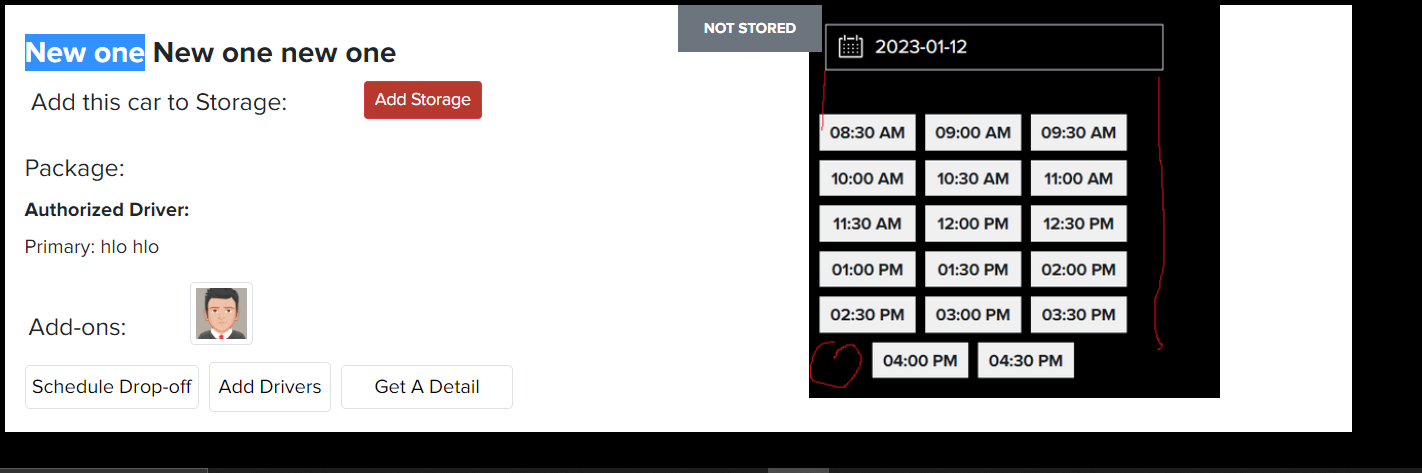 NOT STORED
New one New one new one
Add this car to Storage:
Add Storage
Package:
Authorized Driver:
Primary: hlo hlo
Add-ons:
Schedule Drop-off
Add Drivers
Get A Detail
2023-01-12
08:30 AM 09:00 AM 09:30 AM
10:00 AM 10:30 AM 11:00 AM
11:30 AM 12:00 PM 12:30 PM
01:00 PM 01:30 PM 02:00 PM
02:30 PM 03:00 PM 03:30 PM
04:00 PM 04:30 PM